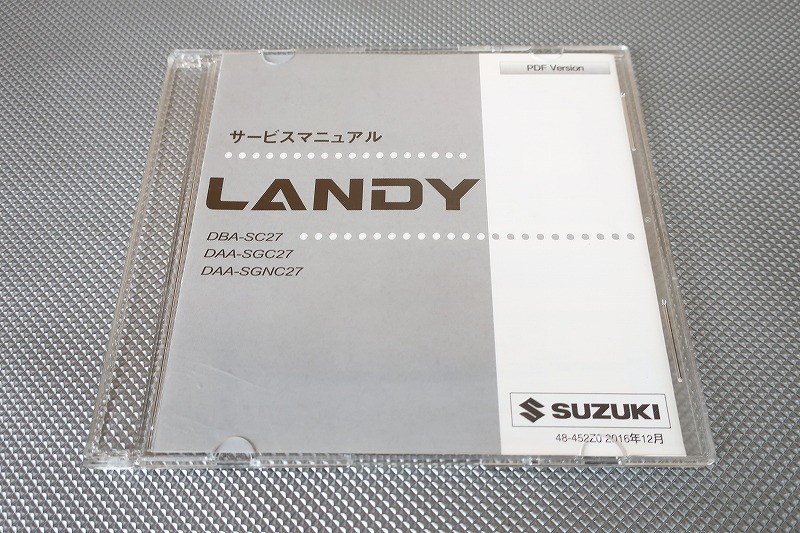 PDF Version
サービスマニュアル
LANDY
DBA-SC27
DAA-SGC27
DAA-SGNC27
SUZUKI
48-452Z0 2016年12月